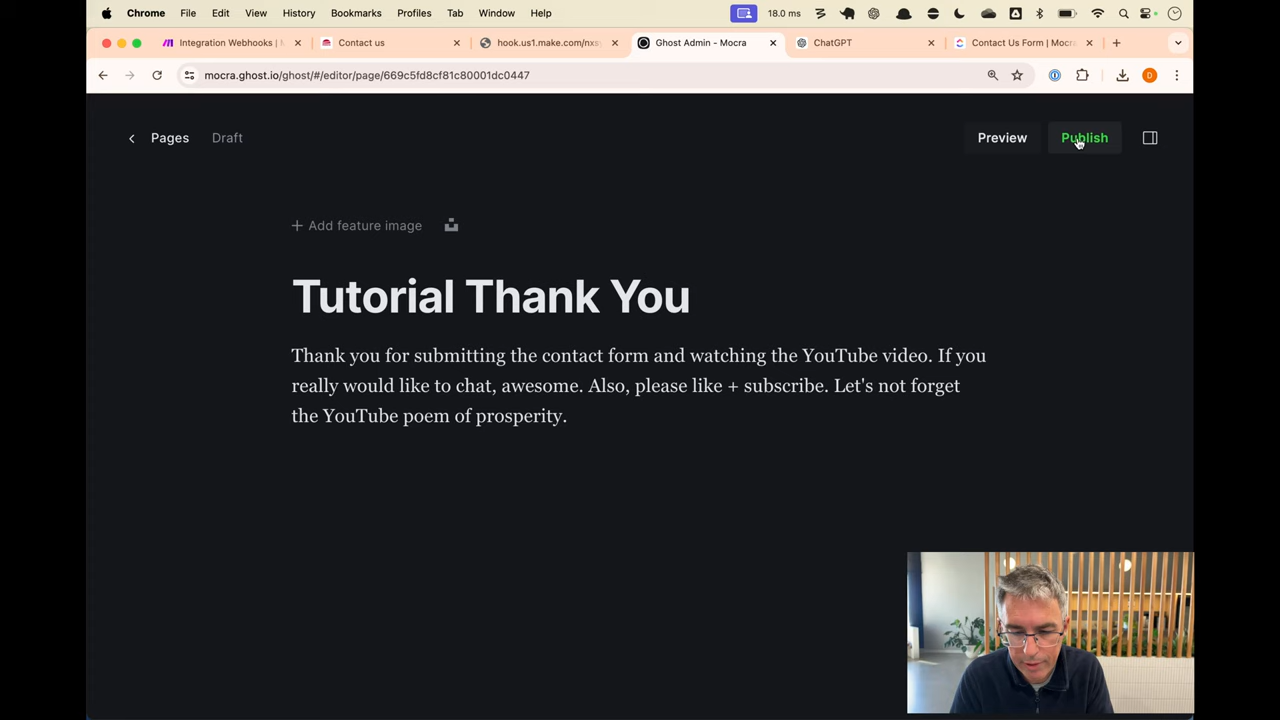 Chrome File Edit View History Bookmarks Profiles Tab Window Help 18.0 ms
Integration Webhooks | M
Contact us
hook.us1.make.com/nxs
Ghost Admin - Mocra
ChatGPT
Contact Us Form | Mocra
mocra.ghost.io/ghost/#/editor/page/669c5fd8cf81c80001dc0447
D
Pages Draft Preview Publish
+ Add feature image
Tutorial Thank You
Thank you for submitting the contact form and watching the YouTube video. If you
really would like to chat, awesome. Also, please like + subscribe. Let's not forget
the YouTube poem of prosperity.